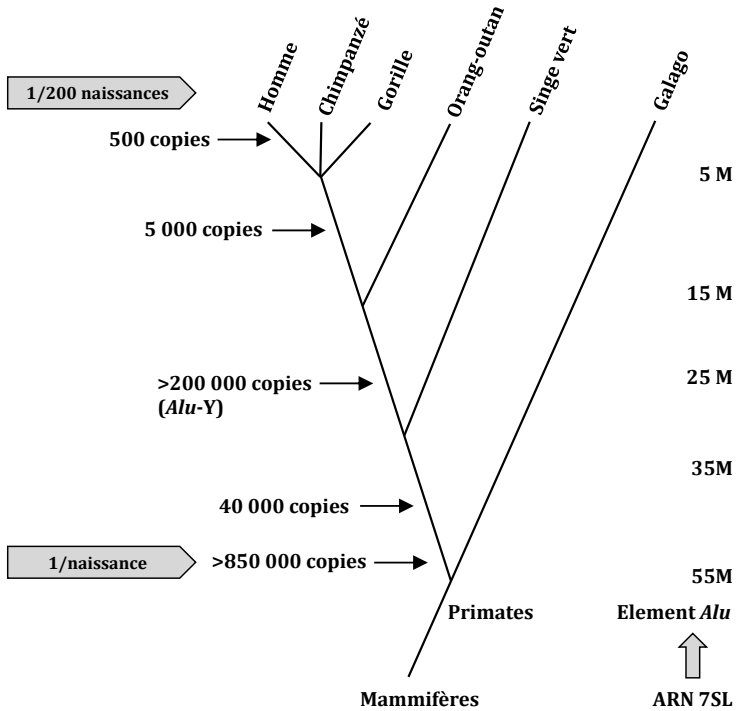 Homme
Chimpanzé
Gorille
Orang-outan
Singe vert
Galago
1/200 naissances
500 copies
5 M
5 000 copies
15 M
>200 000 copies
(Alu-Y)
25 M
35M
40 000 copies
1/naissance
>850 000 copies
55M
Primates
Element Alu
Mammifères
ARN 7SL